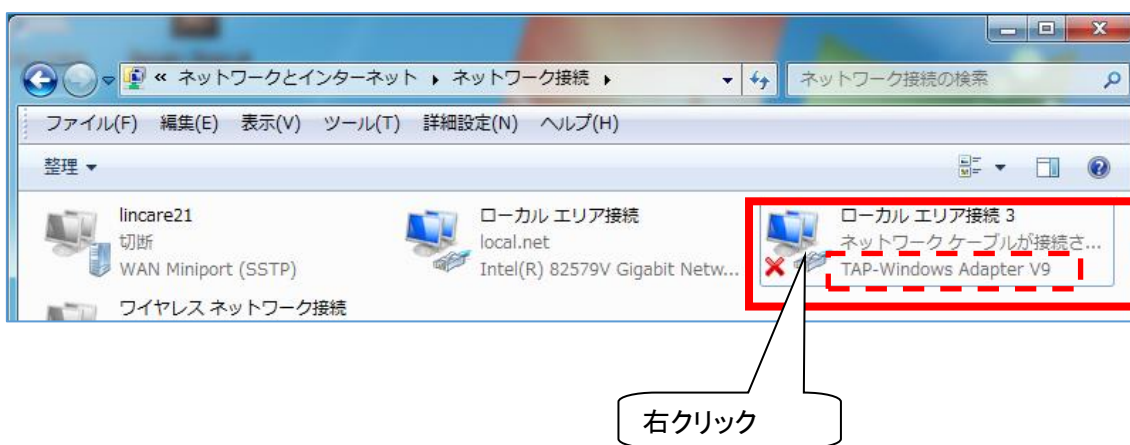 « ネットワークとインターネット ▸ ネットワーク接続 ▸
ネットワーク接続の検索
ファイル(F) 編集(E) 表示(V) ツール(T) 詳細設定(N) ヘルプ(H)
整理
lincare21
切断
WAN Miniport (SSTP)
ローカル エリア接続
local.net
Intel(R) 82579V Gigabit Netw...
ローカル エリア接続 3
ネットワーク ケーブルが接続さ...
TAP-Windows Adapter V9
ワイヤレス ネットワーク接続
右クリック